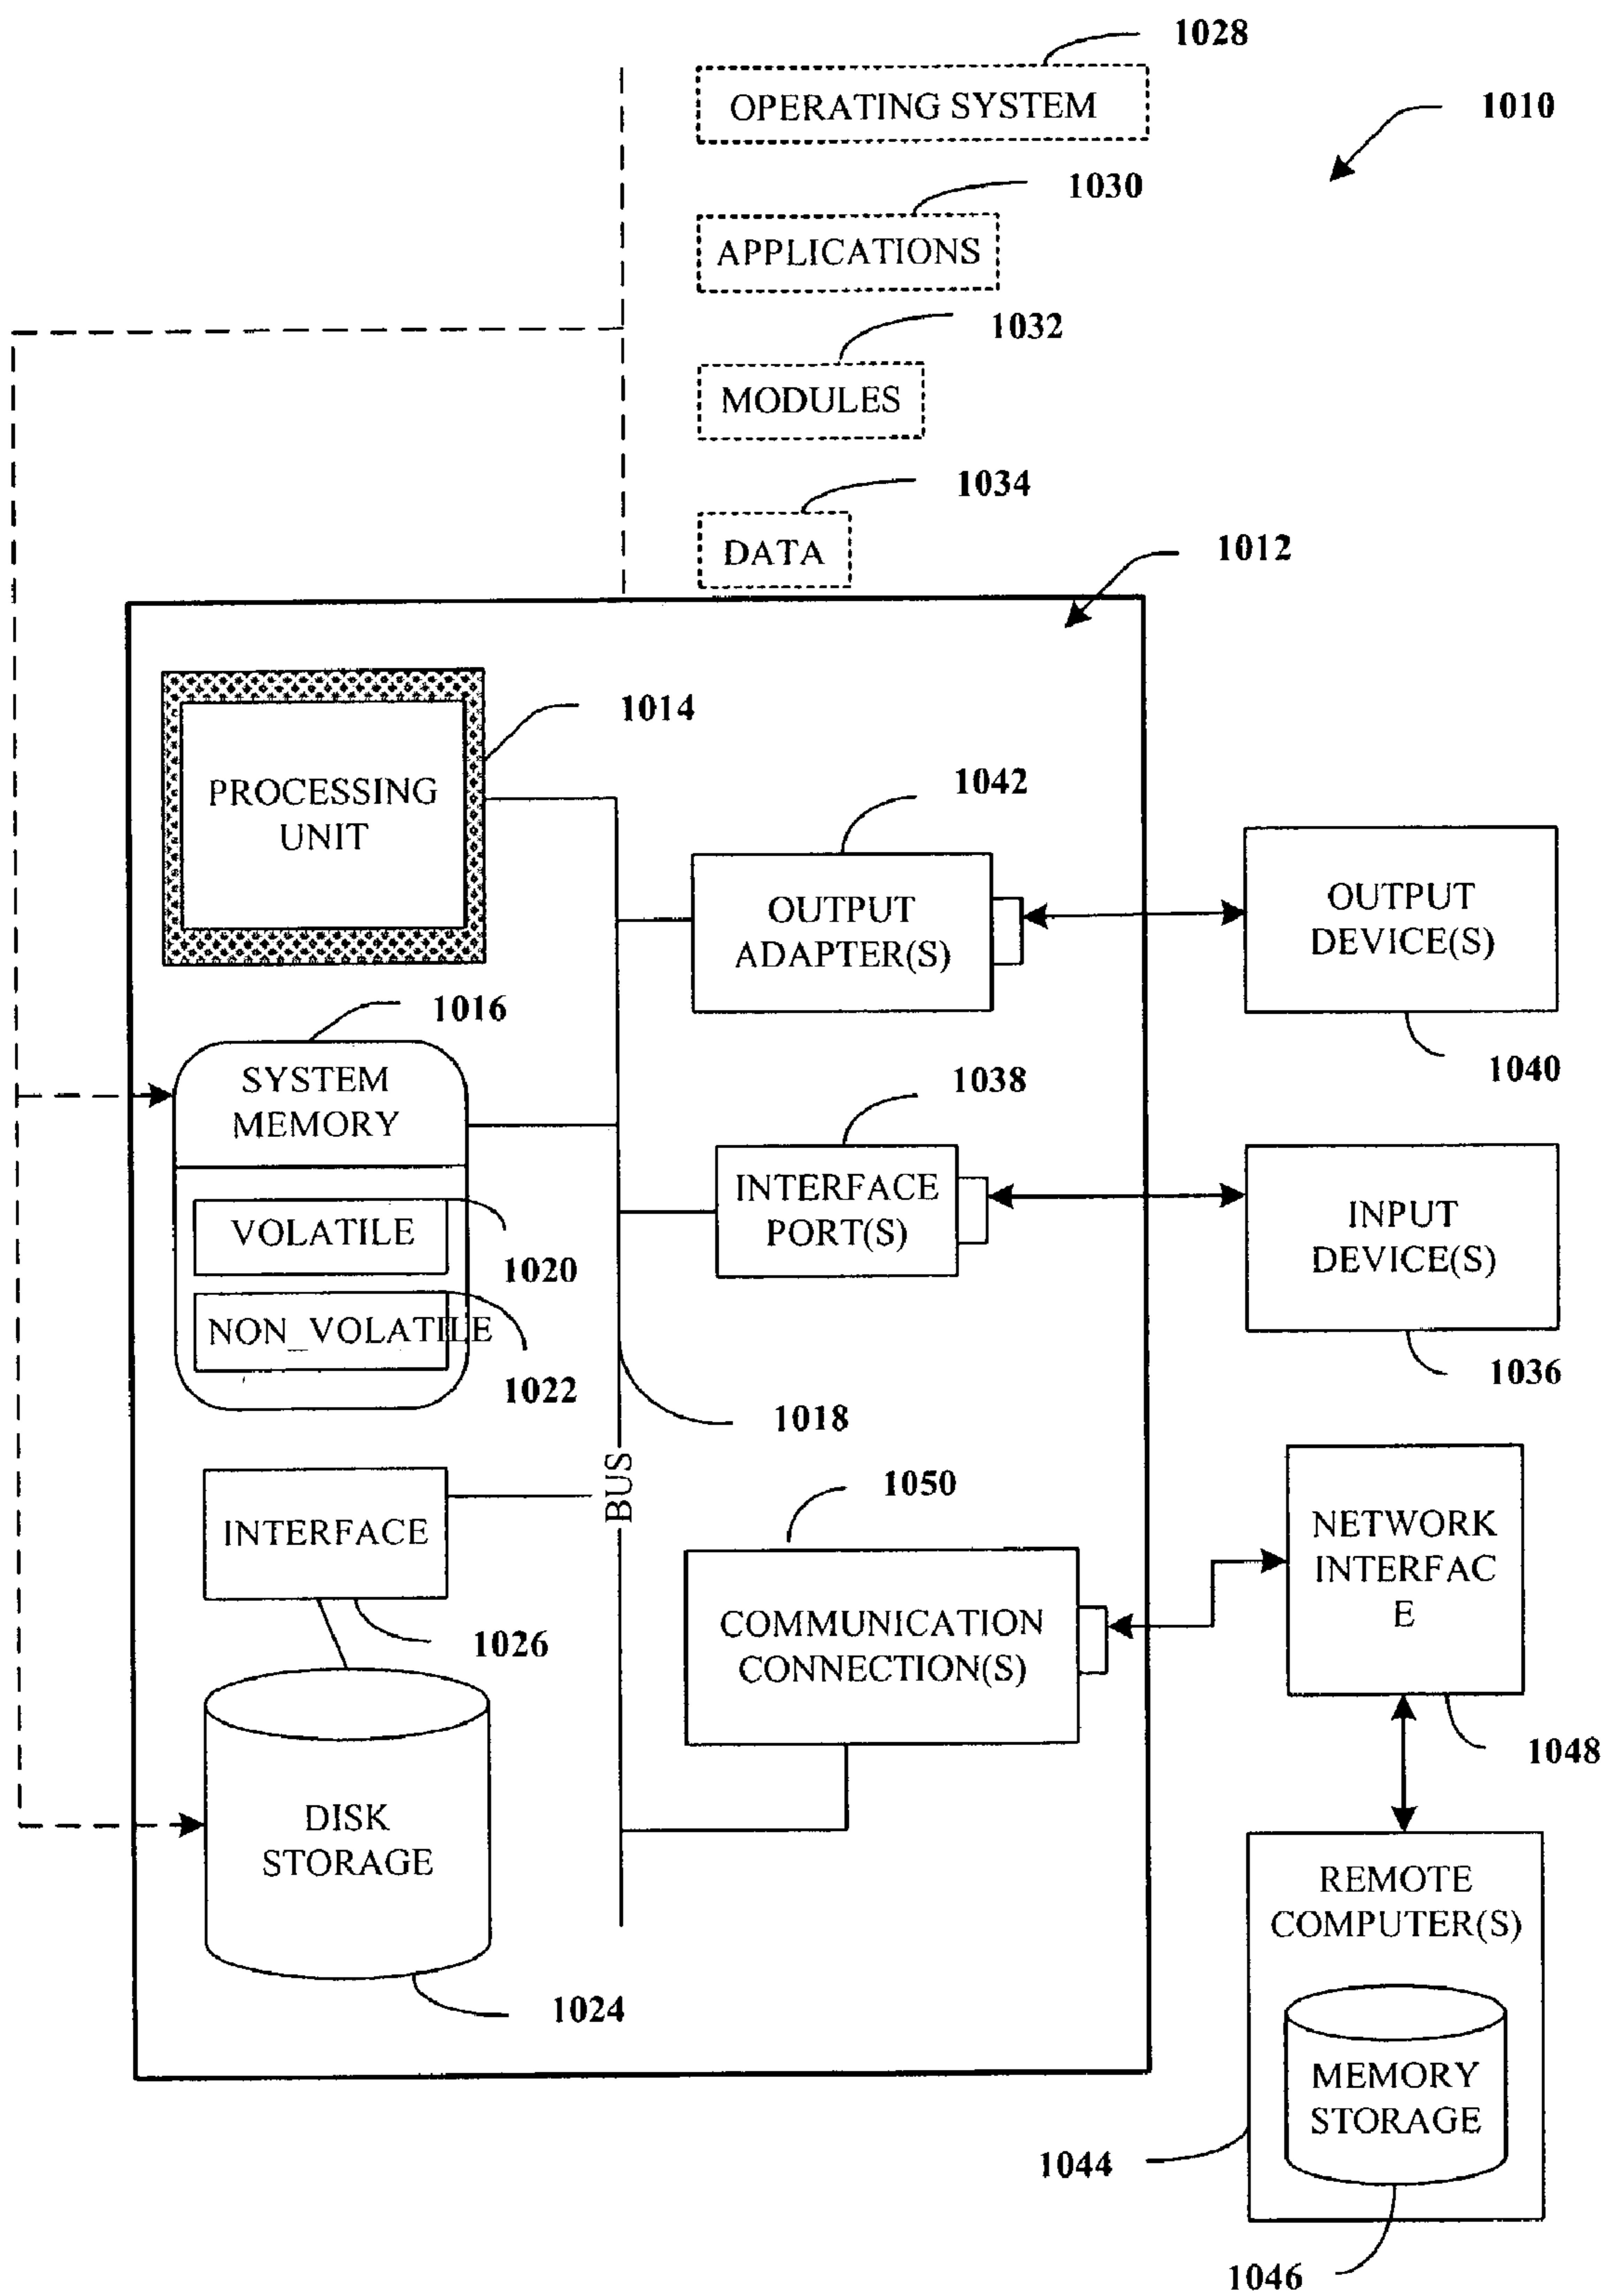 1028
OPERATING SYSTEM
1010
1030
APPLICATIONS
1032
MODULES
1034
DATA
1012
1014
PROCESSING
UNIT
1042
OUTPUT
ADAPTER(S)
OUTPUT
DEVICE(S)
1040
1016
SYSTEM
MEMORY
1038
INTERFACE
PORT(S)
INPUT
DEVICE(S)
1036
VOLATILE
1020
NON_VOLATILE
1022
1018
BUS
INTERFACE
1026
1050
COMMUNICATION
CONNECTION(S)
NETWORK
INTERFAC
E
1048
DISK
STORAGE
1024
REMOTE
COMPUTER(S)
MEMORY
STORAGE
1044
1046